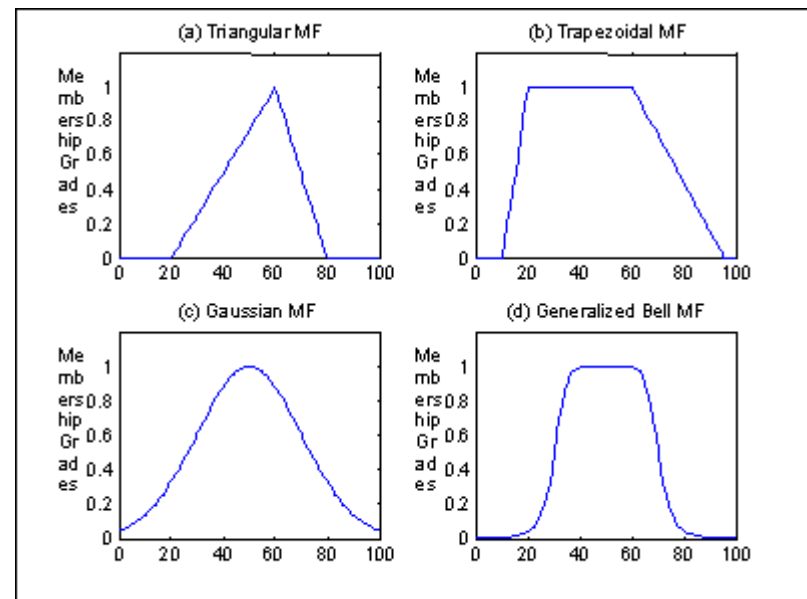 (a) Triangular MF
Me
mb
ers
hip
Gr
ad
es
1
0.8
0.6
0.4
0.2
0
0 20 40 60 80 100
(b) Trapezoidal MF
Me
mb
ers
hip
Gr
ad
es
1
0.8
0.6
0.4
0.2
0
0 20 40 60 80 100
(c) Gaussian MF
Me
mb
ers
hip
Gr
ad
es
1
0.8
0.6
0.4
0.2
0
0 20 40 60 80 100
(d) Generalized Bell MF
Me
mb
ers
hip
Gr
ad
es
1
0.8
0.6
0.4
0.2
0
0 20 40 60 80 100